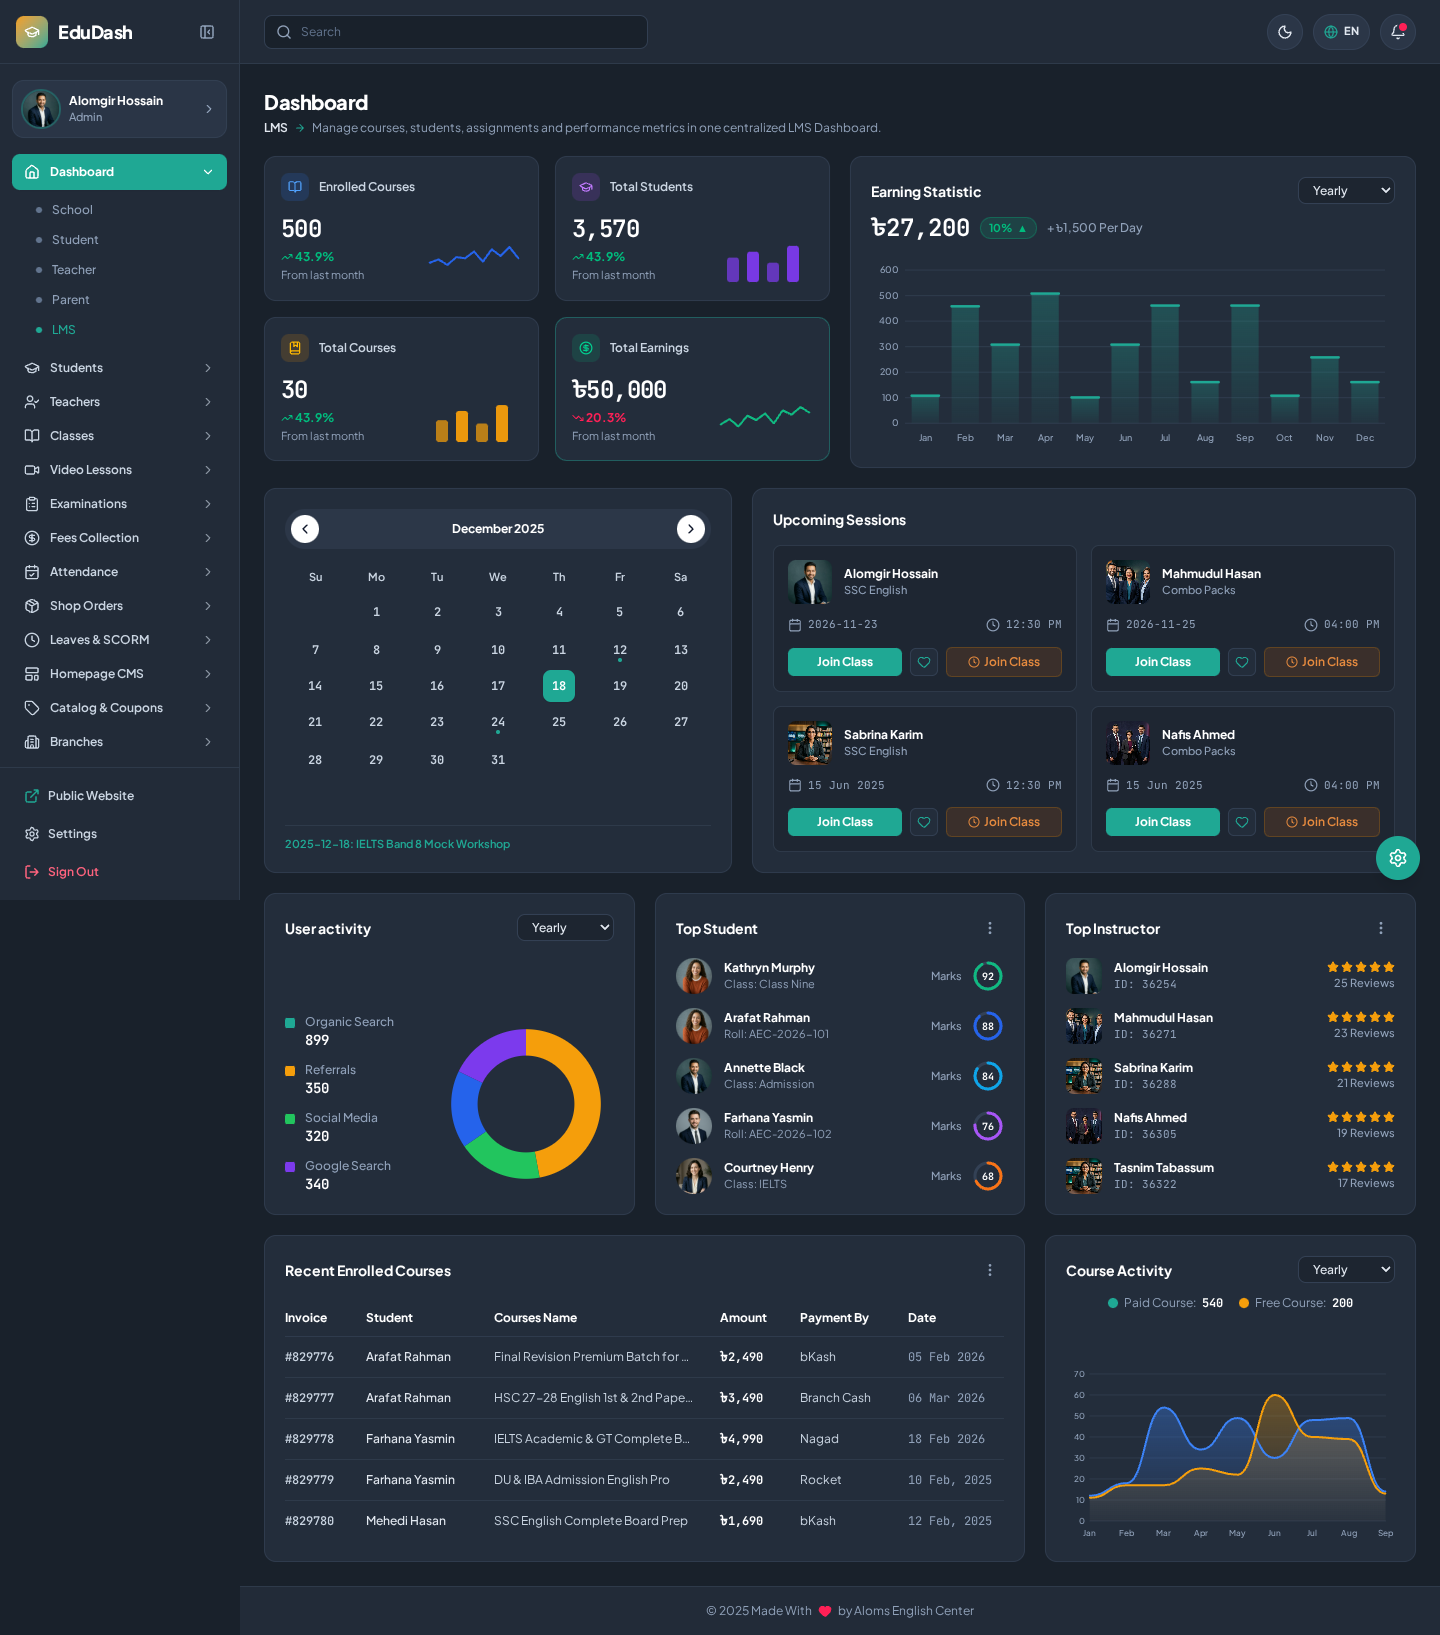 EduDash
Search
EN
Alomgir Hossain
Admin
Dashboard
School
Student
Teacher
Parent
LMS
Students
Teachers
Classes
Video Lessons
Examinations
Fees Collection
Attendance
Shop Orders
Leaves & SCORM
Homepage CMS
Catalog & Coupons
Branches
Public Website
Settings
Sign Out
Dashboard
LMS → Manage courses, students, assignments and performance metrics in one centralized LMS Dashboard.
Enrolled Courses
500
43.9%
From last month
Total Students
3,570
43.9%
From last month
Total Courses
30
43.9%
From last month
Total Earnings
৳50,000
20.3%
From last month
Earning Statistic
Yearly
৳27,200 10% ▲ +৳1,500 Per Day
600
500
400
300
200
100
0
Jan Feb Mar Apr May Jun Jul Aug Sep Oct Nov Dec
December 2025
Su Mo Tu We Th Fr Sa
1 2 3 4 5 6
7 8 9 10 11 12 13
14 15 16 17 18 19 20
21 22 23 24 25 26 27
28 29 30 31
2025-12-18: IELTS Band 8 Mock Workshop
Upcoming Sessions
Alomgir Hossain
SSC English
2026-11-23 12:30 PM
Join Class Join Class
Mahmudul Hasan
Combo Packs
2026-11-25 04:00 PM
Join Class Join Class
Sabrina Karim
SSC English
15 Jun 2025 12:30 PM
Join Class Join Class
Nafis Ahmed
Combo Packs
15 Jun 2025 04:00 PM
Join Class Join Class
User activity
Yearly
Organic Search
899
Referrals
350
Social Media
320
Google Search
340
Top Student
Kathryn Murphy
Class: Class Nine
Marks 92
Arafat Rahman
Roll: AEC-2026-101
Marks 88
Annette Black
Class: Admission
Marks 84
Farhana Yasmin
Roll: AEC-2026-102
Marks 76
Courtney Henry
Class: IELTS
Marks 68
Top Instructor
Alomgir Hossain
ID: 36254
25 Reviews
Mahmudul Hasan
ID: 36271
23 Reviews
Sabrina Karim
ID: 36288
21 Reviews
Nafis Ahmed
ID: 36305
19 Reviews
Tasnim Tabassum
ID: 36322
17 Reviews
Recent Enrolled Courses
Invoice Student Courses Name Amount Payment By Date
#829776 Arafat Rahman Final Revision Premium Batch for ... ৳2,490 bKash 05 Feb 2026
#829777 Arafat Rahman HSC 27-28 English 1st & 2nd Pape... ৳3,490 Branch Cash 06 Mar 2026
#829778 Farhana Yasmin IELTS Academic & GT Complete B... ৳4,990 Nagad 18 Feb 2026
#829779 Farhana Yasmin DU & IBA Admission English Pro ৳2,490 Rocket 10 Feb, 2025
#829780 Mehedi Hasan SSC English Complete Board Prep ৳1,690 bKash 12 Feb, 2025
Course Activity
Yearly
Paid Course: 540 Free Course: 200
70
60
50
40
30
20
10
0
Jan Feb Mar Apr May Jun Jul Aug Sep
© 2025 Made With ♥ by Aloms English Center